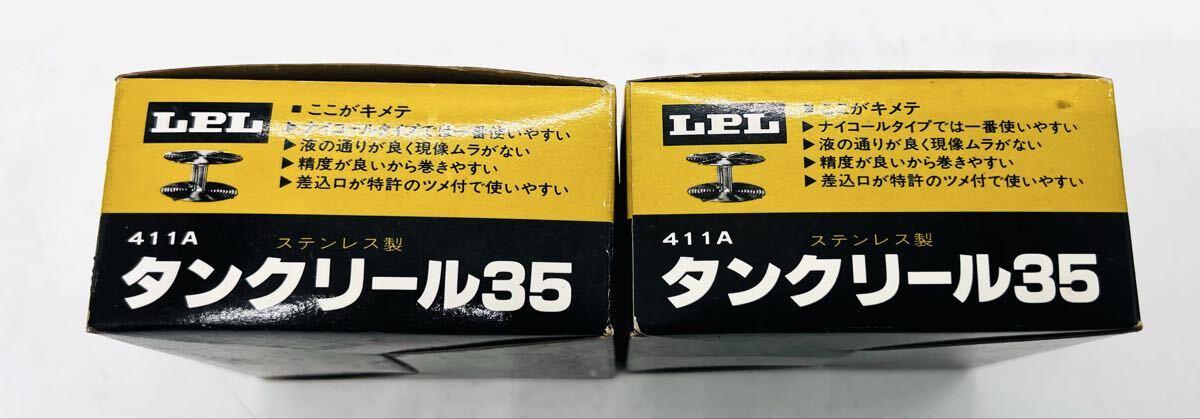 LPL
■ ここがキメテ
▶ナイコールタイプでは一番使いやすい
▶液の通りが良く現像ムラがない
▶精度が良いから巻きやすい
▶差込口が特許のツメ付で使いやすい
411A
ステンレス製
タンクリール35
LPL
■ ここがキメテ
▶ナイコールタイプでは一番使いやすい
▶液の通りが良く現像ムラがない
▶精度が良いから巻きやすい
▶差込口が特許のツメ付で使いやすい
411A
ステンレス製
タンクリール35